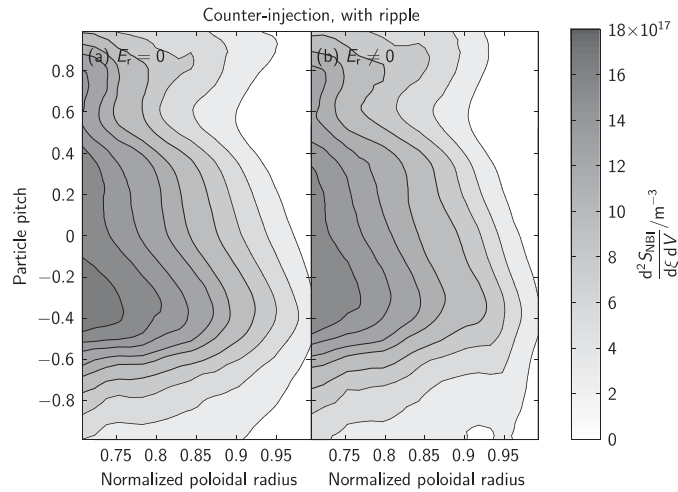 Counter-injection, with ripple
(a) E_r = 0
(b) E_r ≠ 0
Particle pitch
0.8
0.6
0.4
0.2
0
−0.2
−0.4
−0.6
−0.8
0.75 0.8 0.85 0.9 0.95
0.75 0.8 0.85 0.9 0.95
Normalized poloidal radius
Normalized poloidal radius
18×10^17
16
14
12
10
8
6
4
2
0
d²S_NBI/dξ dV /m⁻³